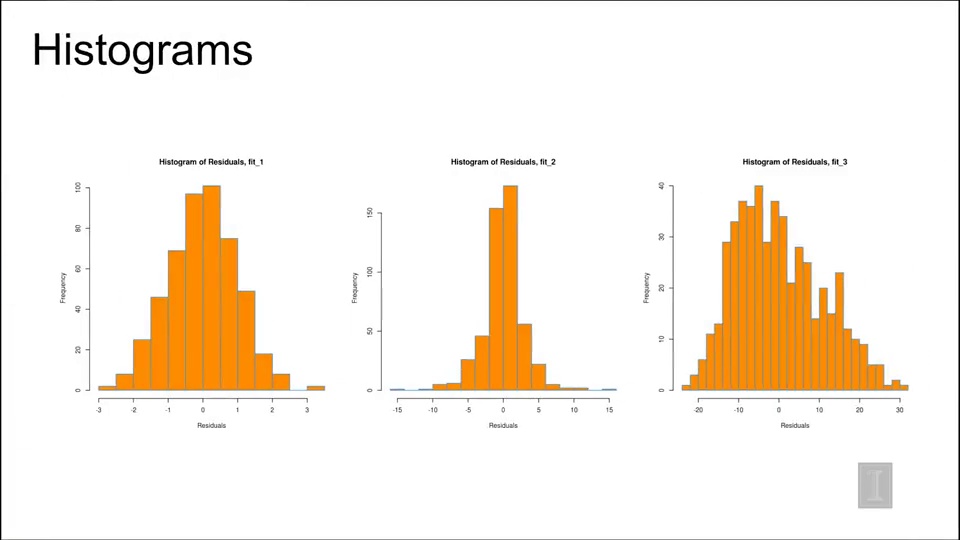 Histograms
Histogram of Residuals, fit_1
Frequency
0 20 40 60 80 100
-3 -2 -1 0 1 2 3
Residuals
Histogram of Residuals, fit_2
Frequency
0 50 100 150
-15 -10 -5 0 5 10 15
Residuals
Histogram of Residuals, fit_3
Frequency
0 10 20 30 40
-20 -10 0 10 20 30
Residuals
I